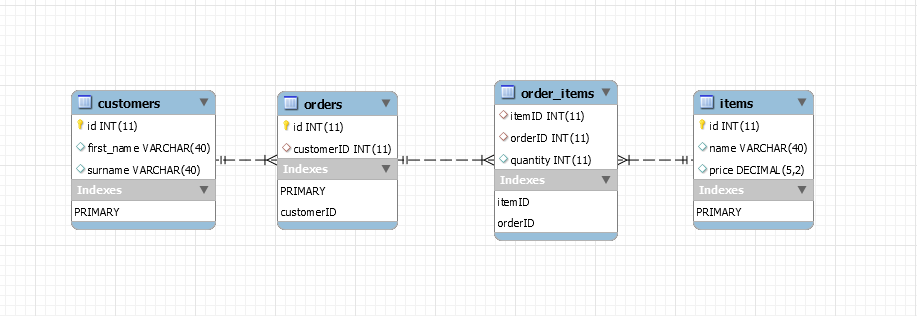 customers
id INT(11)
first_name VARCHAR(40)
surname VARCHAR(40)
Indexes
PRIMARY
orders
id INT(11)
customerID INT(11)
Indexes
PRIMARY
customerID
order_items
itemID INT(11)
orderID INT(11)
quantity INT(11)
Indexes
itemID
orderID
items
id INT(11)
name VARCHAR(40)
price DECIMAL(5,2)
Indexes
PRIMARY